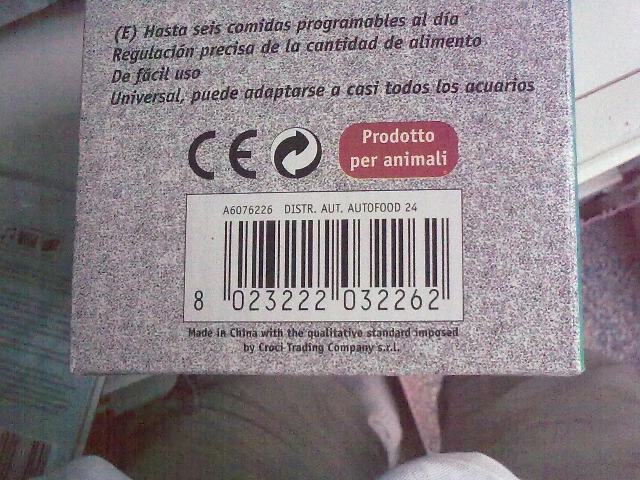 (E) Hasta seis comidas programables al día
Regulación precisa de la cantidad de alimento
De fácil uso
Universal, puede adaptarse a casi todos los acuarios
CE
Prodotto
per animali
A6076226 DISTR. AUT. AUTOFOOD 24
8 023222 032262
Made in China with the qualitative standard imposed
by Croci Trading Company s.r.l.